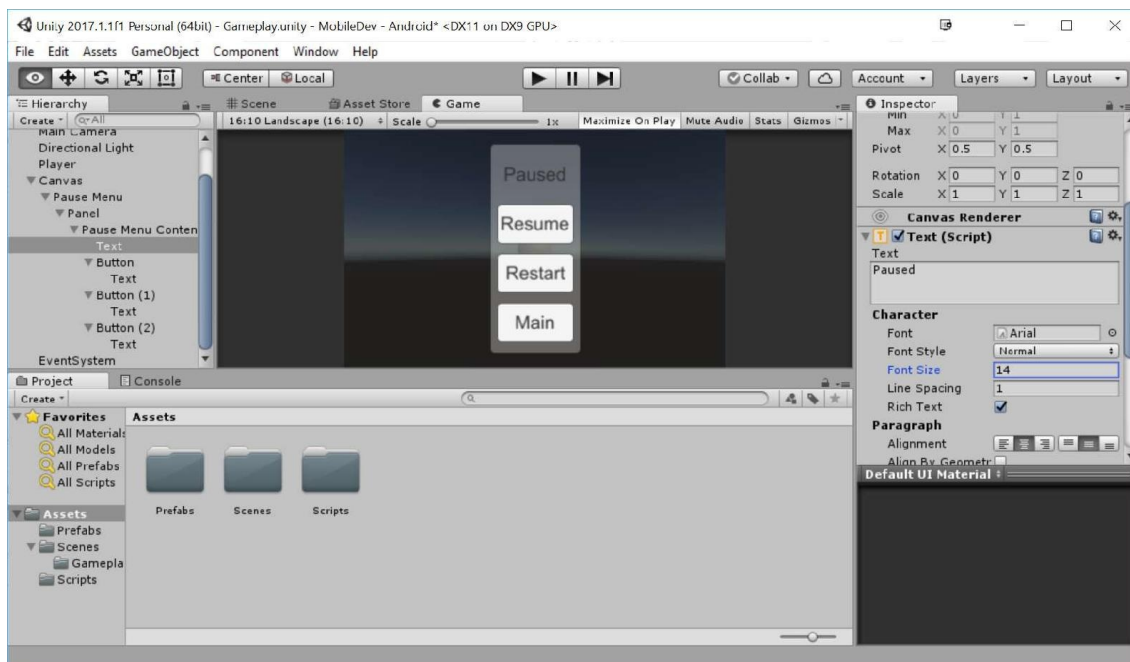 Unity 2017.1.1f1 Personal (64bit) - Gameplay.unity - MobileDev - Android* <DX11 on DX9 GPU>
File Edit Assets GameObject Component Window Help
Center Local Collab Account Layers Layout
Hierarchy
Create All
Main Camera
Directional Light
Player
Canvas
Pause Menu
Panel
Pause Menu Conten
Text
Button
Text
Button (1)
Text
Button (2)
Text
EventSystem
Scene Asset Store Game
16:10 Landscape (16:10) Scale 1x Maximize On Play Mute Audio Stats Gizmos
Paused
Resume
Restart
Main
Inspector
Min X 0 Y 1
Max X 0 Y 1
Pivot X 0.5 Y 0.5
Rotation X 0 Y 0 Z 0
Scale X 1 Y 1 Z 1
Canvas Renderer
T Text (Script)
Text
Paused
Character
Font Arial
Font Style Normal
Font Size 14
Line Spacing 1
Rich Text
Paragraph
Alignment
Align By Geometr
Default UI Material
Project Console
Create
Favorites
All Materials
All Models
All Prefabs
All Scripts
Assets
Prefabs
Scenes
Gamepla
Scripts
Assets
Prefabs Scenes Scripts